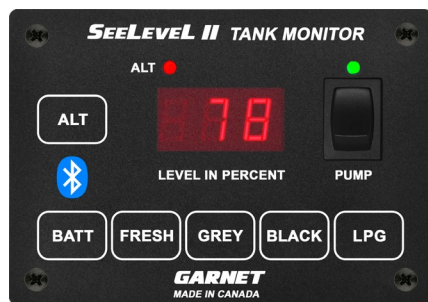 SEELEVEL II TANK MONITOR
ALT
78
ALT
LEVEL IN PERCENT
PUMP
BATT FRESH GREY BLACK LPG
GARNET
MADE IN CANADA